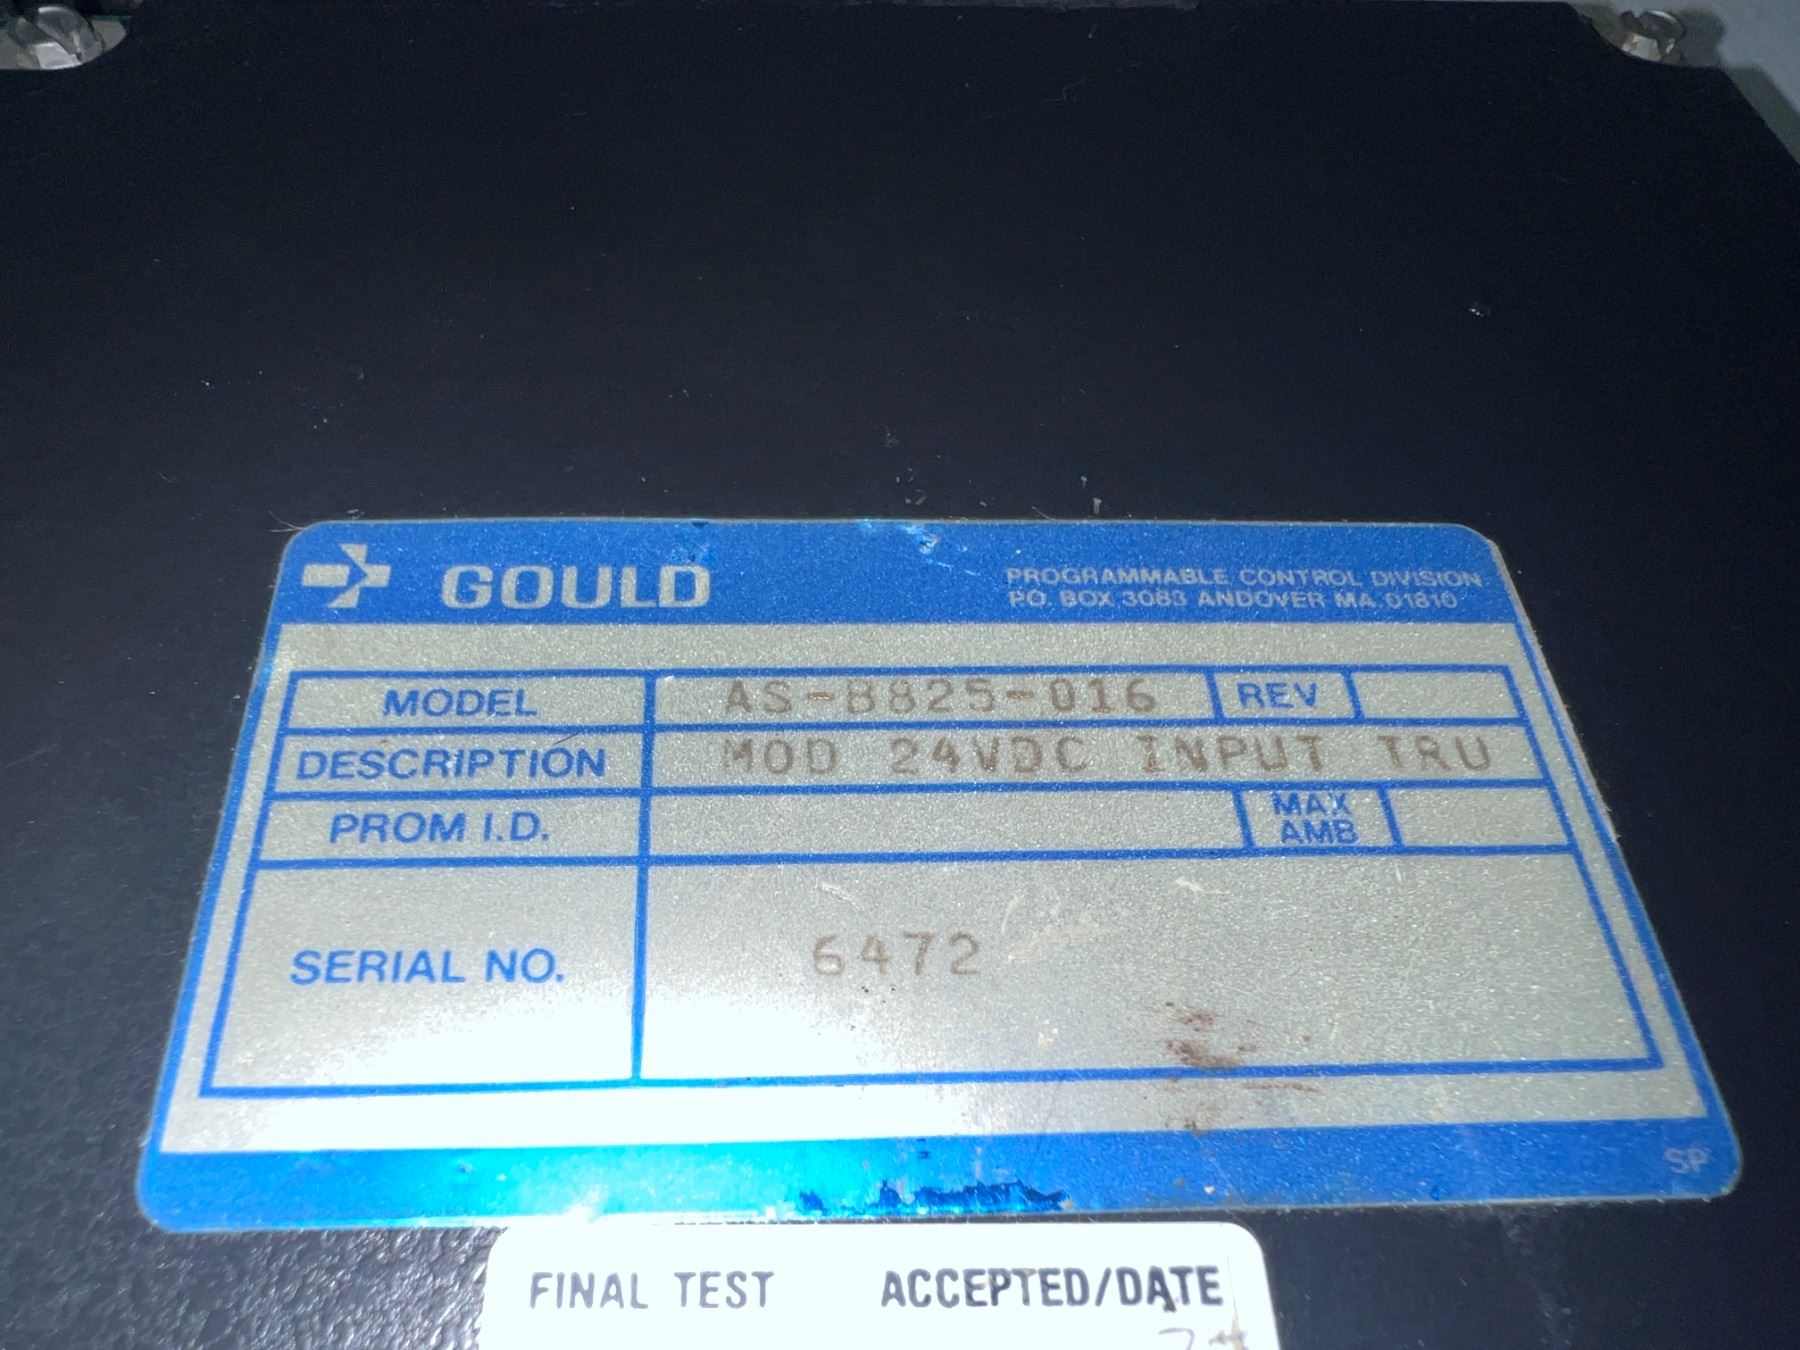 GOULD
PROGRAMMABLE CONTROL DIVISION
P.O. BOX 3083 ANDOVER MA. 01810
MODEL AS-B825-016 REV
DESCRIPTION MOD 24VDC INPUT TRU
PROM I.D. MAX AMB
SERIAL NO. 6472
SP
FINAL TEST ACCEPTED/DATE